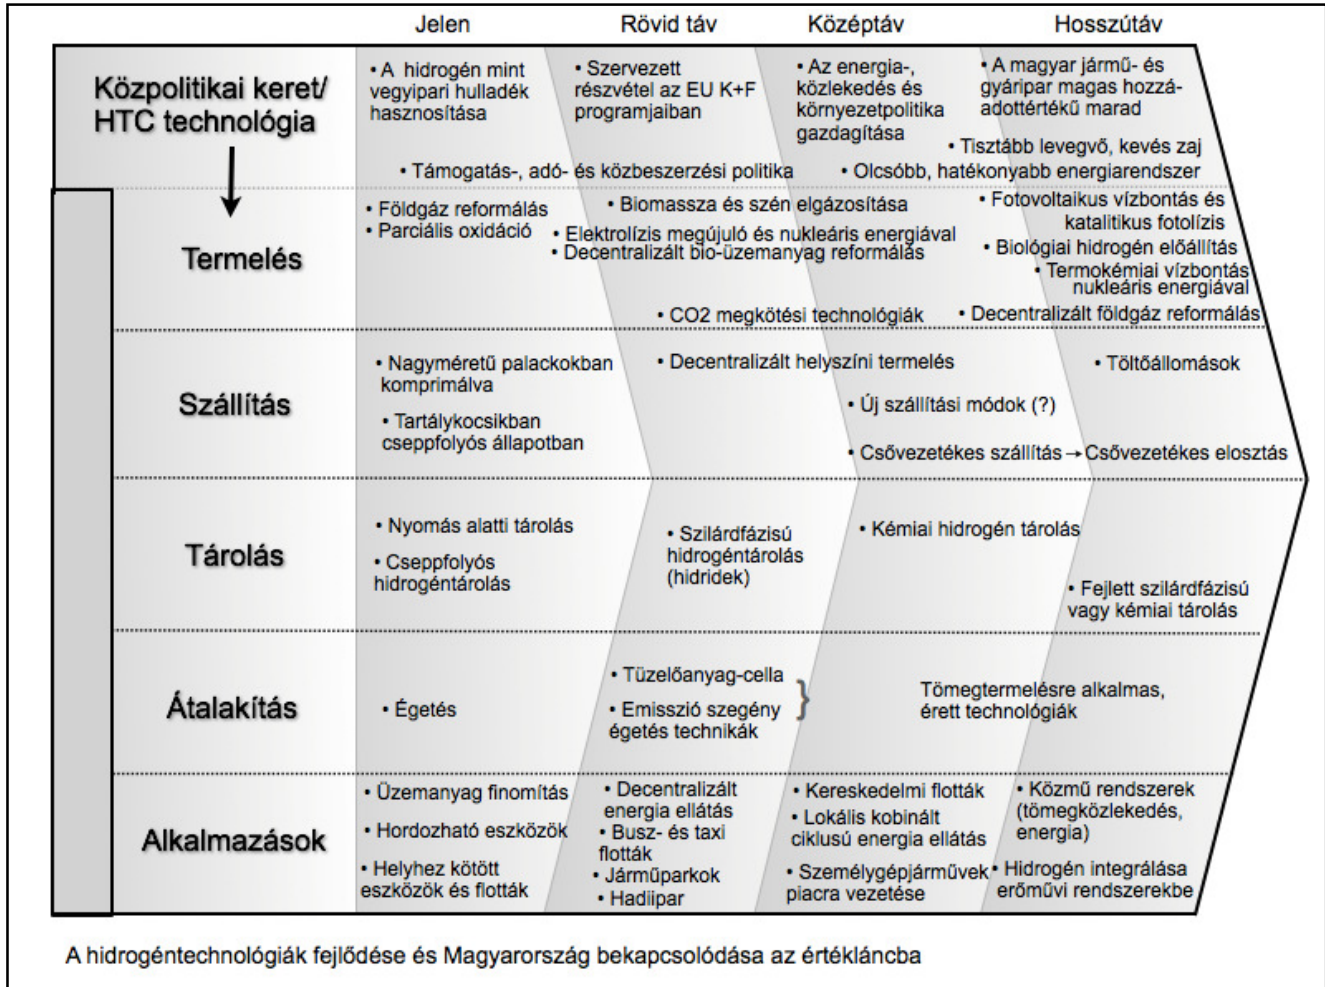 Jelen
Rövid táv
Középtáv
Hosszútáv
Közpolitikai keret/
HTC technológia
• A hidrogén mint
vegyipari hulladék
hasznosítása
• Szervezett
részvétel az EU K+F
programjaiban
• Az energia-,
közlekedés és
környezetpolitika
gazdagítása
• A magyar jármű- és
gyáripar magas hozzá-
adottértékű marad
• Tisztább levegvő, kevés zaj
• Támogatás-, adó- és közbeszerzési politika
• Olcsóbb, hatékonyabb energiarendszer
Termelés
• Földgáz reformálás
• Parciális oxidáció
• Biomassza és szén elgázosítása
• Elektrolízis megújuló és nukleáris energiával
• Decentralizált bio-üzemanyag reformálás
• CO2 megkötési technológiák
• Fotovoltaikus vízbontás és
katalitikus fotolízis
• Biológiai hidrogén előállítás
• Termokémiai vízbontás
nukleáris energiával
• Decentralizált földgáz reformálás
Szállítás
• Nagyméretű palackokban
komprimálva
• Tartálykocsikban
cseppfolyós állapotban
• Decentralizált helyszíni termelés
• Új szállítási módok (?)
• Csővezetékes szállítás → Csővezetékes elosztás
• Töltőállomások
Tárolás
• Nyomás alatti tárolás
• Cseppfolyós
hidrogéntárolás
• Szilárdfázisú
hidrogéntárolás
(hidridek)
• Kémiai hidrogén tárolás
• Fejlett szilárdfázisú
vagy kémiai tárolás
Átalakítás
• Égetés
• Tüzelőanyag-cella
• Emisszió szegény
égetés technikák
}
Tömegtermelésre alkalmas,
érett technológiák
Alkalmazások
• Üzemanyag finomítás
• Hordozható eszközök
• Helyhez kötött
eszközök és flották
• Decentralizált
energia ellátás
• Busz- és taxi
flották
• Járműparkok
• Hadiipar
• Kereskedelmi flották
• Lokális kobinált
ciklusú energia ellátás
• Személygépjárművek
piacra vezetése
• Közmű rendszerek
(tömegközlekedés,
energia)
• Hidrogén integrálása
erőművi rendszerekbe
A hidrogéntechnológiák fejlődése és Magyarország bekapcsolódása az értékláncba